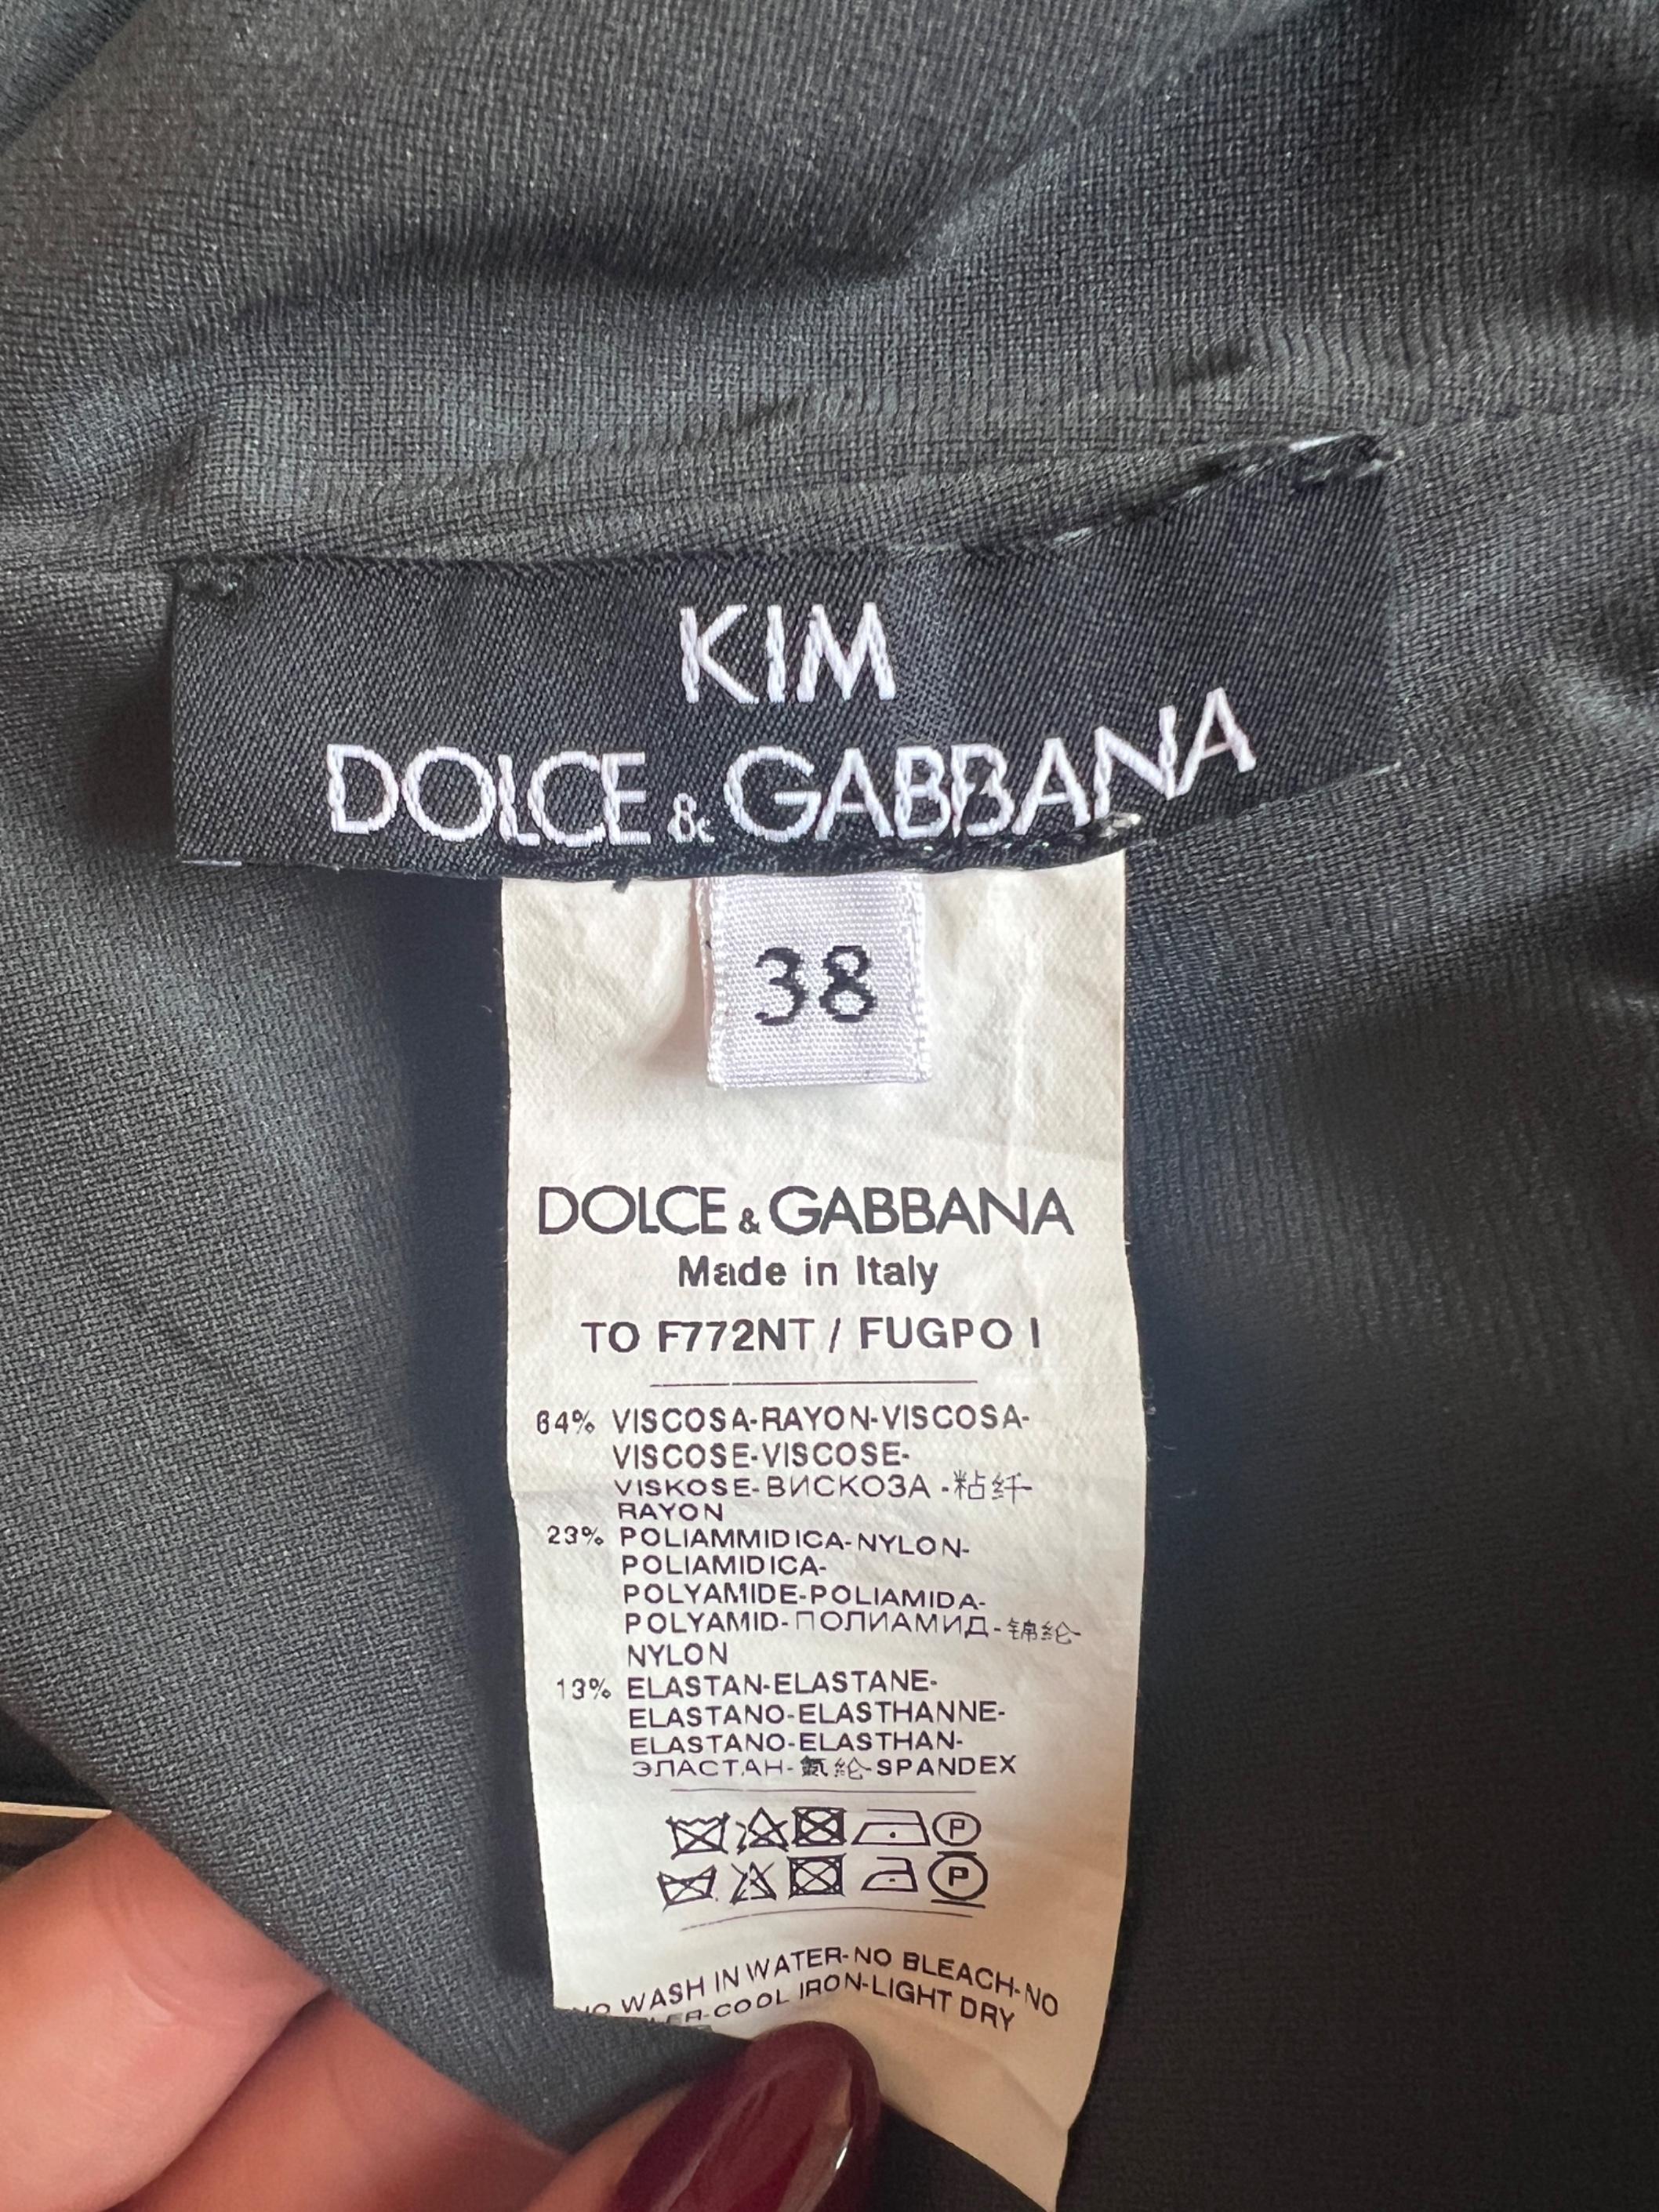 KIM
DOLCE & GABBANA
38
DOLCE & GABBANA
Made in Italy
TO F772NT / FUGPO I
64% VISCOSA-RAYON-VISCOSA-
VISCOSE-VISCOSE-
VISKOSE-ВИСКОЗА-粘纤-
RAYON
23% POLIAMMIDICA-NYLON-
POLIAMIDICA-
POLYAMIDE-POLIAMIDA-
POLYAMID-ПОЛИАМИД-锦纶-
NYLON
13% ELASTAN-ELASTANE-
ELASTANO-ELASTHANNE-
ELASTANO-ELASTHAN-
ЭЛАСТАН-氨纶-SPANDEX
P
P
NO WASH IN WATER-NO BLEACH-NO
COOL IRON-LIGHT DRY